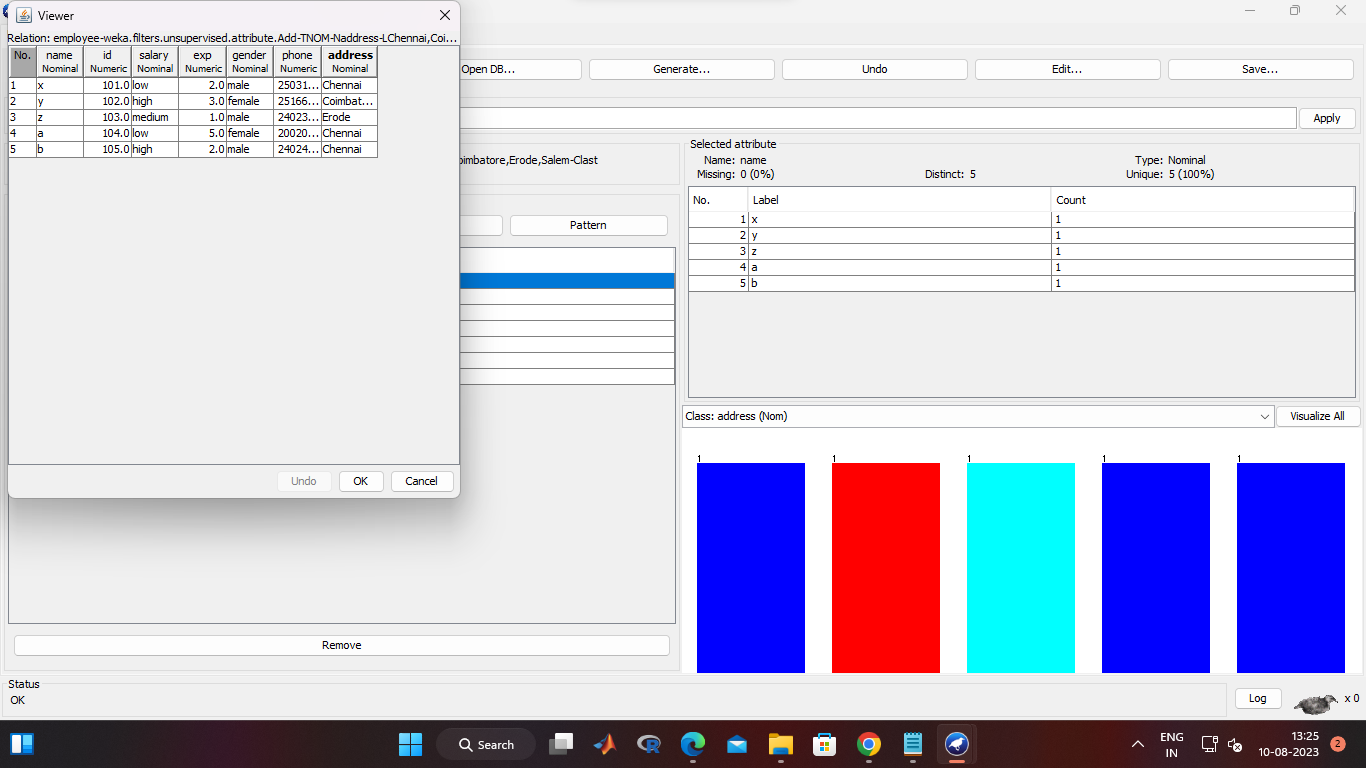 Viewer
Relation: employee-weka.filters.unsupervised.attribute.Add-TNOM-Naddress-LChennai,Coi...
No. name id salary exp gender phone address
Nominal Numeric Nominal Numeric Nominal Numeric Nominal
1 x 101.0 low 2.0 male 25031... Chennai
2 y 102.0 high 3.0 female 25166... Coimbat...
3 z 103.0 medium 1.0 male 24023... Erode
4 a 104.0 low 5.0 female 20020... Chennai
5 b 105.0 high 2.0 male 24024... Chennai
Undo OK Cancel
Open DB... Generate... Undo Edit... Save...
Apply
oimbatore,Erode,Salem-Clast
Pattern
Remove
Selected attribute
Name: name Type: Nominal
Missing: 0 (0%) Distinct: 5 Unique: 5 (100%)
No. Label Count
1 x 1
2 y 1
3 z 1
4 a 1
5 b 1
Class: address (Nom) Visualize All
1 1 1 1 1
Status
OK
Log x 0
Search
ENG
IN
13:25
10-08-2023
2